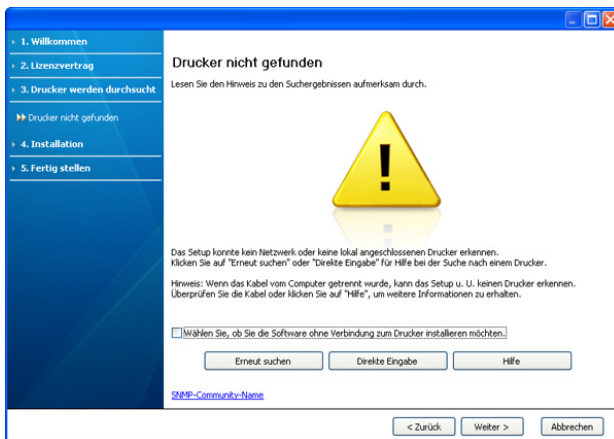 1. Willkommen
2. Lizenzvertrag
3. Drucker werden durchsucht
Drucker nicht gefunden
4. Installation
5. Fertig stellen
Drucker nicht gefunden
Lesen Sie den Hinweis zu den Suchergebnissen aufmerksam durch.
Das Setup konnte kein Netzwerk oder keine lokal angeschlossenen Drucker erkennen.
Klicken Sie auf "Erneut suchen" oder "Direkte Eingabe" für Hilfe bei der Suche nach einem Drucker.
Hinweis: Wenn das Kabel vom Computer getrennt wurde, kann das Setup u. U. keinen Drucker erkennen.
Überprüfen Sie die Kabel oder klicken Sie auf "Hilfe", um weitere Informationen zu erhalten.
Wählen Sie, ob Sie die Software ohne Verbindung zum Drucker installieren möchten.
Erneut suchen Direkte Eingabe Hilfe
SNMP-Community-Name
< Zurück Weiter > Abbrechen